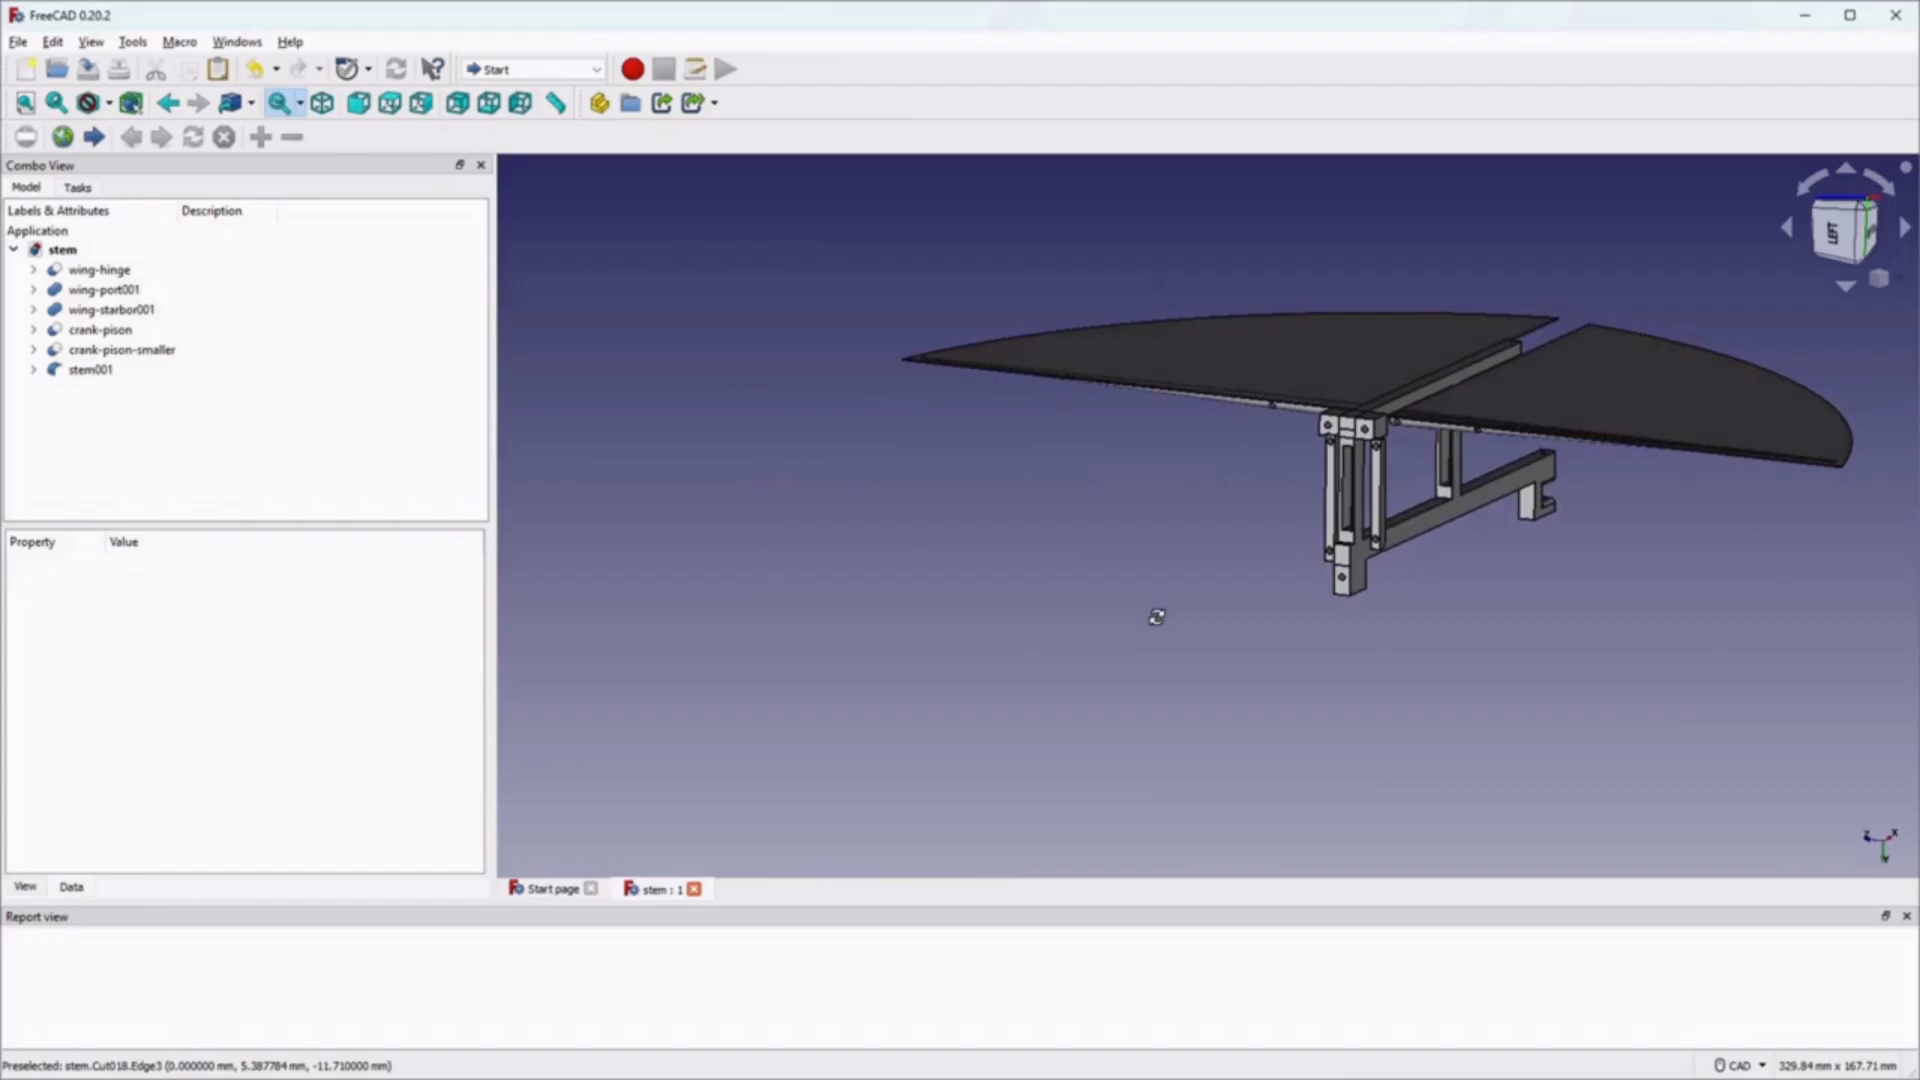 FreeCAD 0.20.2
File Edit View Tools Macro Windows Help
Start
Combo View
Model Tasks
Labels & Attributes Description
Application
stem
wing-hinge
wing-port001
wing-starbor001
crank-pison
crank-pison-smaller
stem001
Property Value
View Data
LEFT
Z X
Y
Start page stem : 1
Report view
Preselected: stem.Cut018.Edge3 (0.000000 mm, 5.387784 mm, -11.710000 mm)
CAD 329.84 mm x 167.71 mm